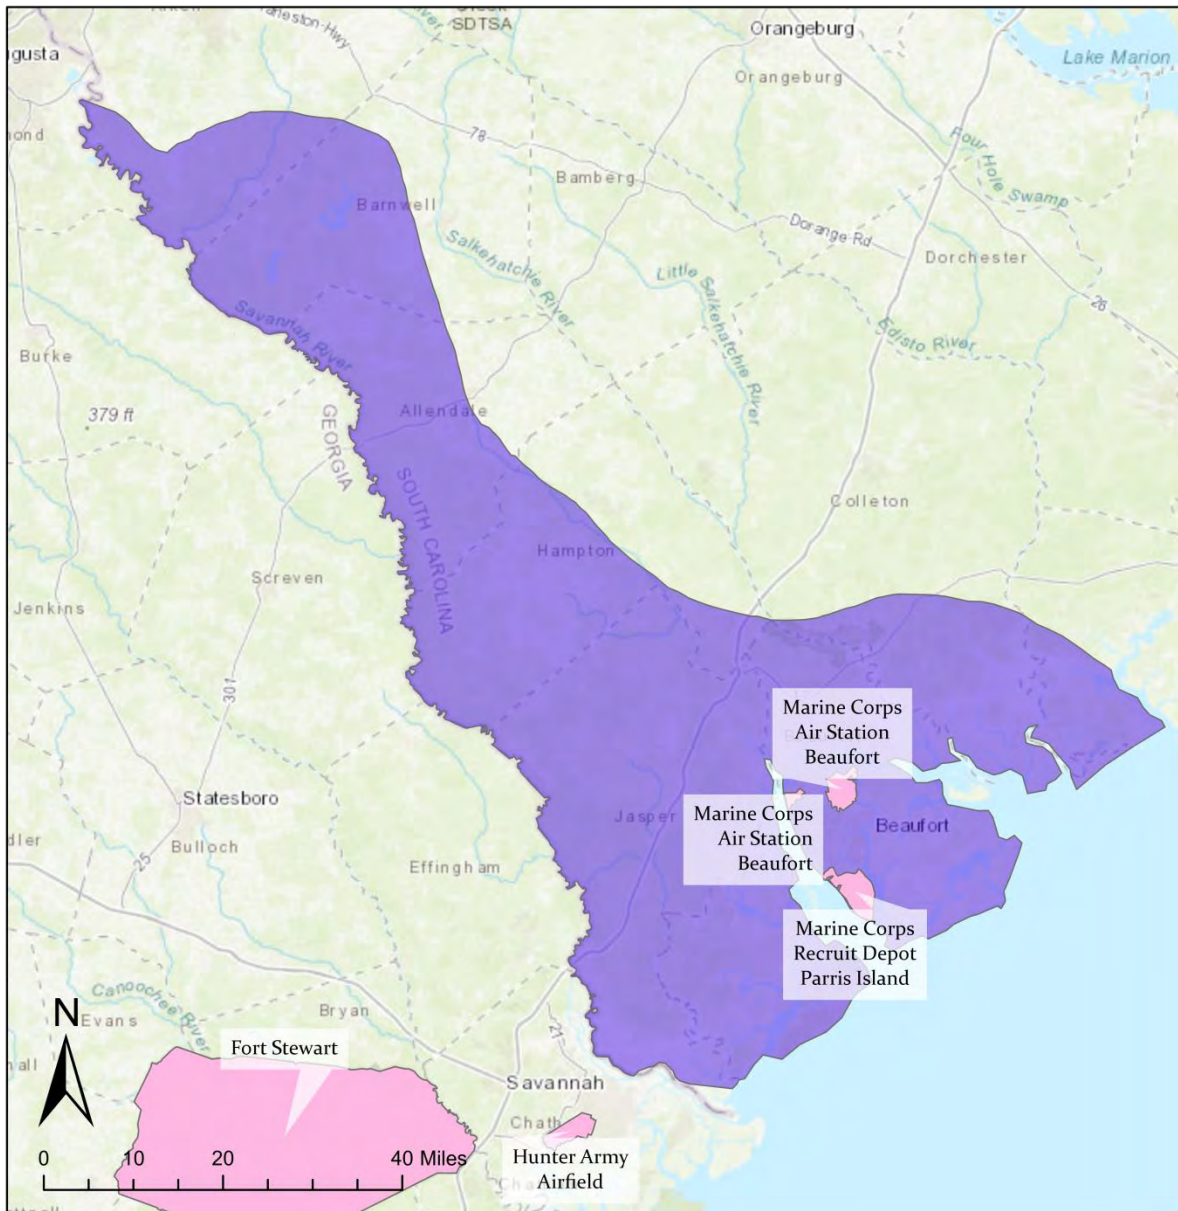 SDTSA
Orangeburg
Lake Marion
Orangeburg
78
Four Hole Swamp
Bamberg
Barnwell
Dorange Rd
Salkehatchie River
Dorchester
Little Salkehatchie River
26
Savannah River
Edisto River
Burke
379 ft
Allendale
GEORGIA
SOUTH CAROLINA
Colleton
Hampton
Screven
Jenkins
301
Marine Corps
Air Station
Beaufort
Statesboro
Marine Corps
Air Station
Beaufort
Jasper
Beaufort
Bulloch
25
Effingham
Marine Corps
Recruit Depot
Parris Island
Canoochee River
N
Evans
Bryan
21
Fort Stewart
Savannah
Chath
0 10 20 40 Miles
Hunter Army
Airfield